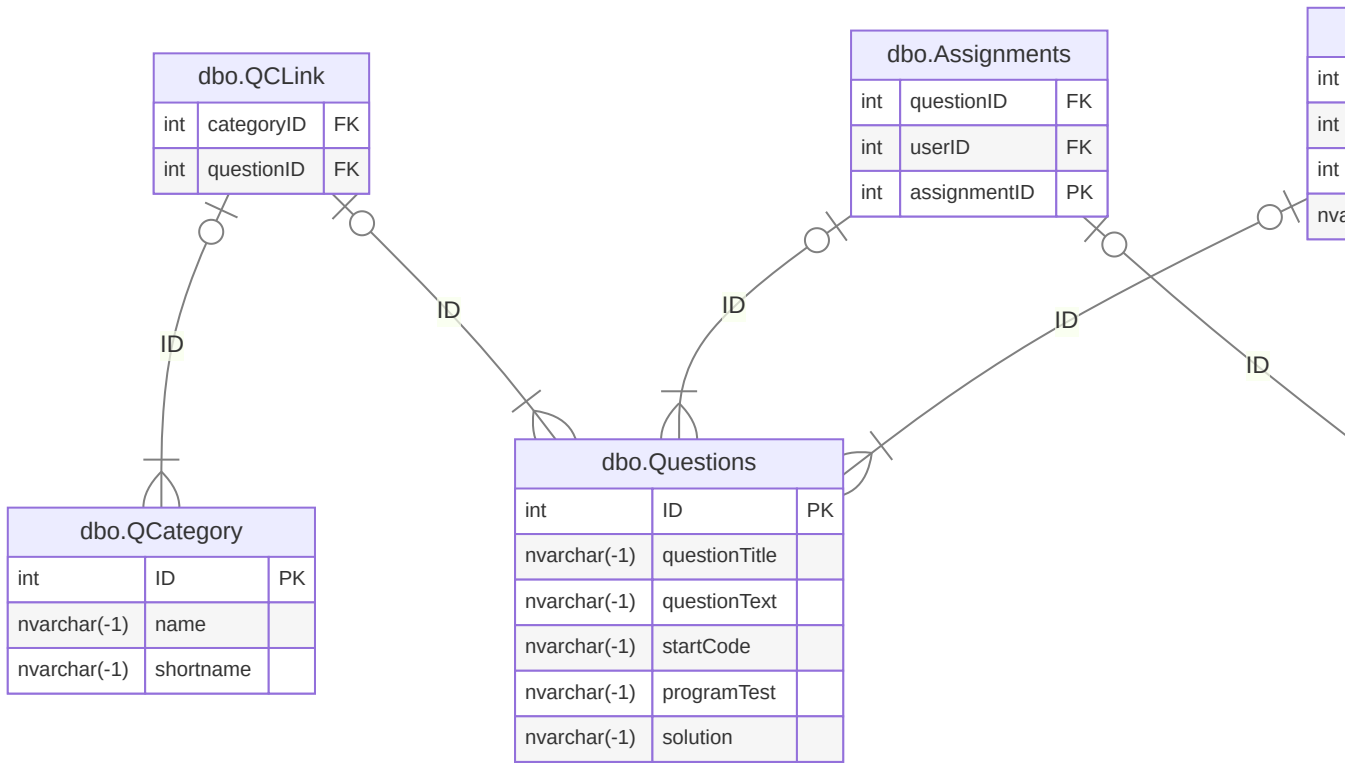 dbo.QCLink
int categoryID FK
int questionID FK
dbo.Assignments
int questionID FK
int userID FK
int assignmentID PK
int
int
int
ID
ID
ID
ID
ID
dbo.QCategory
int ID PK
nvarchar(-1) name
nvarchar(-1) shortname
dbo.Questions
int ID PK
nvarchar(-1) questionTitle
nvarchar(-1) questionText
nvarchar(-1) startCode
nvarchar(-1) programTest
nvarchar(-1) solution